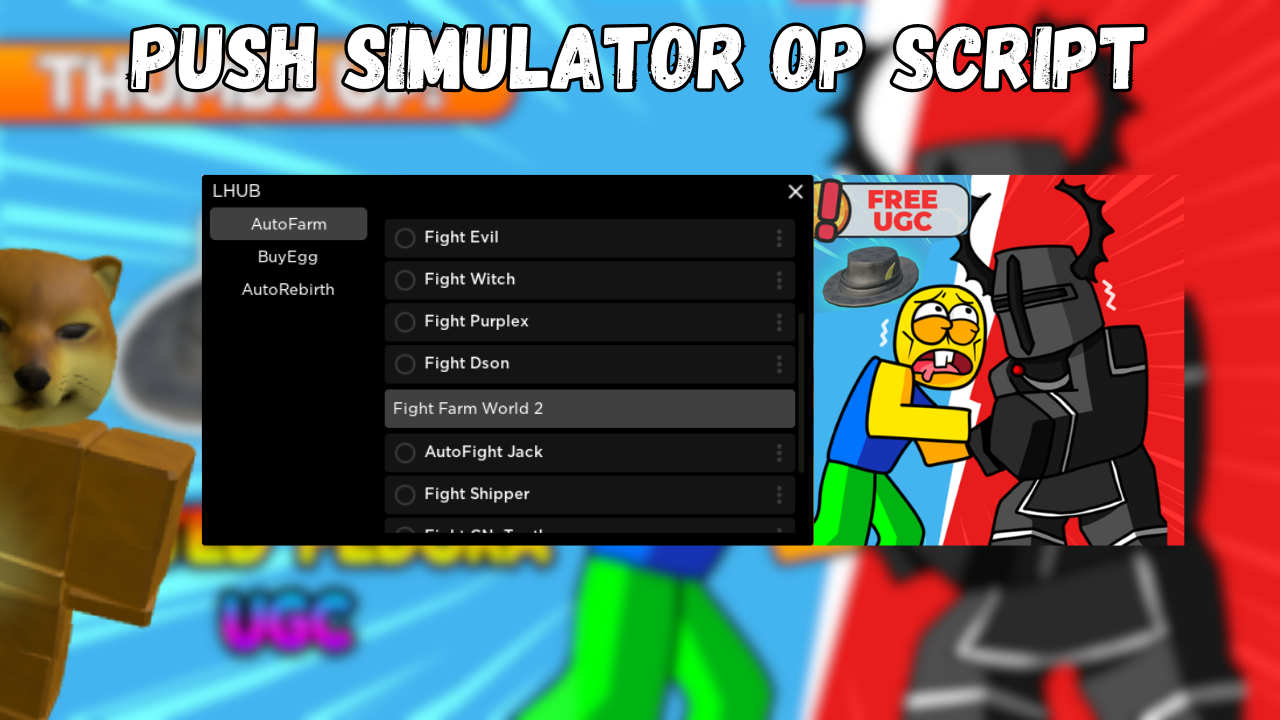 PUSH SIMULATOR OP SCRIPT
LHUB
AutoFarm
BuyEgg
AutoRebirth
Fight Evil
Fight Witch
Fight Purplex
Fight Dson
Fight Farm World 2
AutoFight Jack
Fight Shipper
Fight
FREE
UGC
UGC